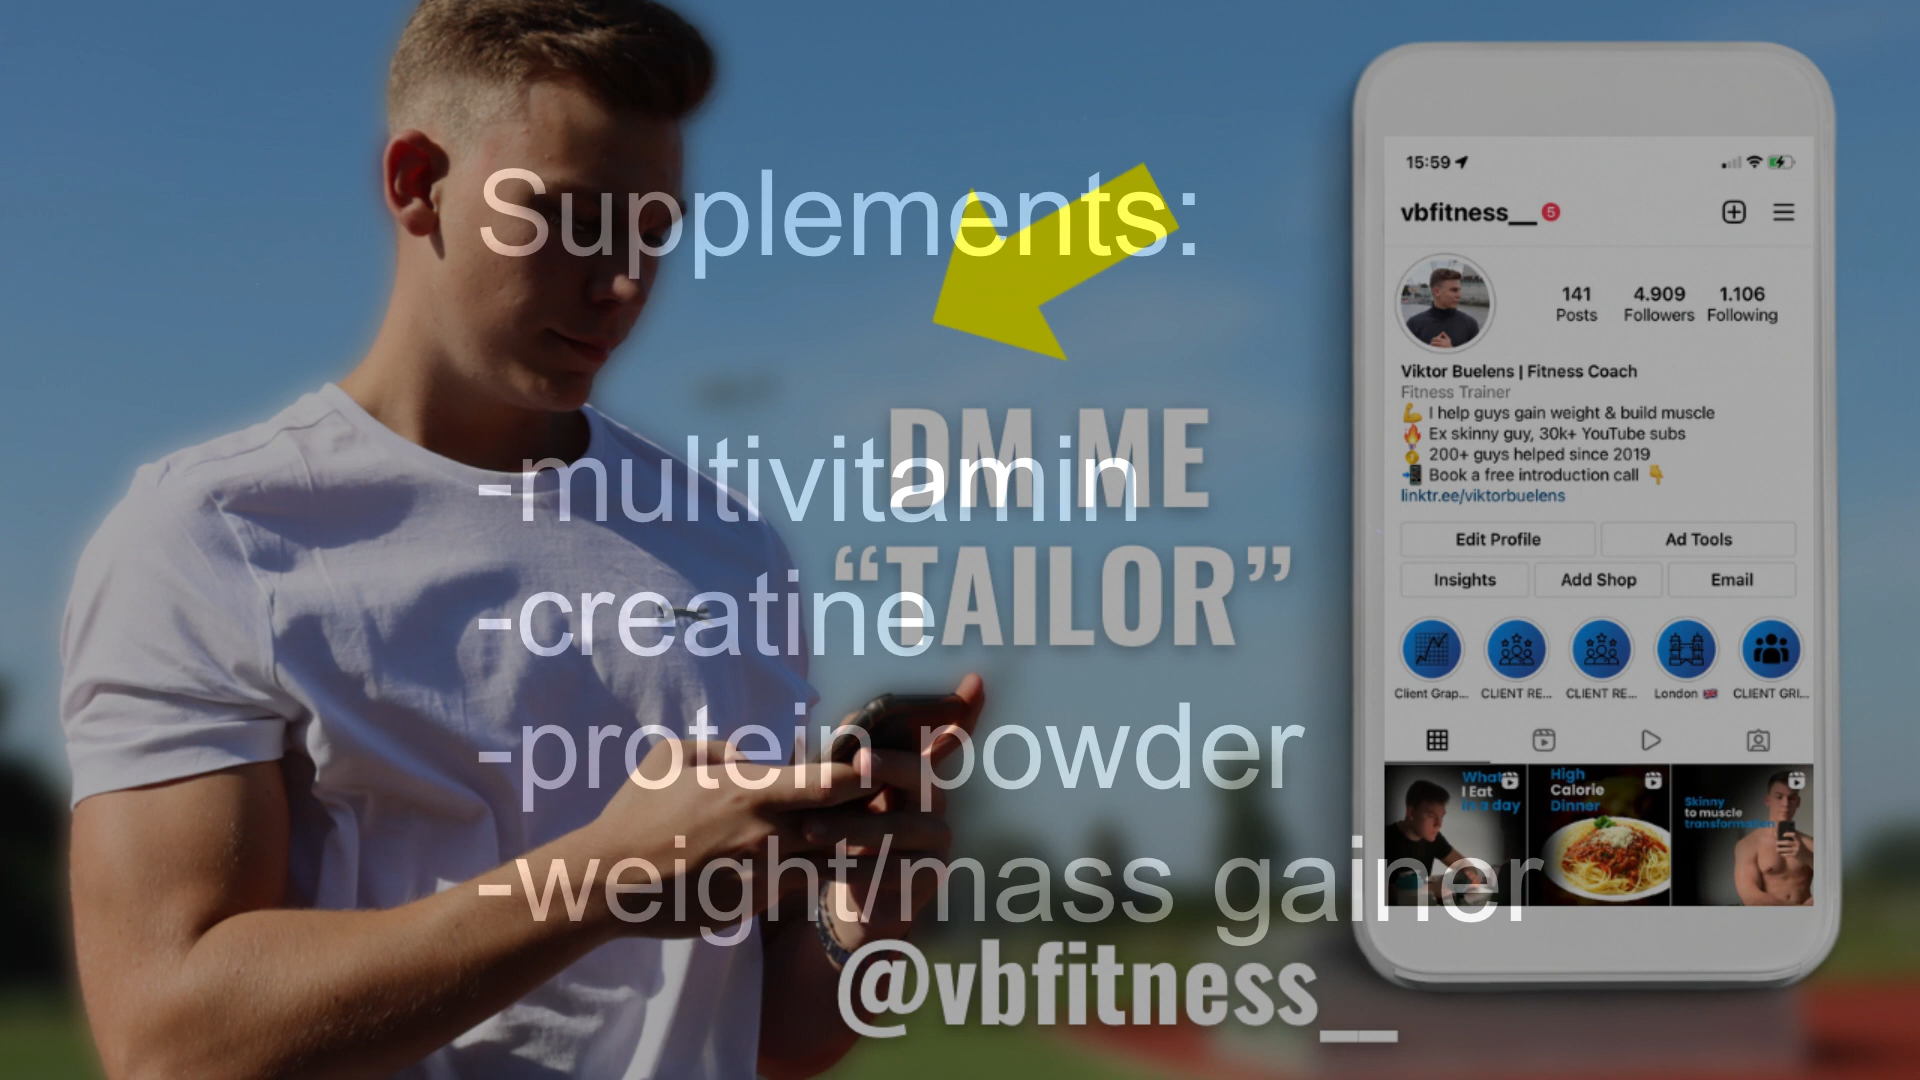 Supplements:
-multivitamin
-creatine
-protein powder
-weight/mass gainer
DM ME
“TAILOR”
@vbfitness__
15:59
vbfitness__ 5
141 4.909 1.106
Posts Followers Following
Viktor Buelens | Fitness Coach
Fitness Trainer
💪 I help guys gain weight & build muscle
🔥 Ex skinny guy, 30k+ YouTube subs
🏅 200+ guys helped since 2019
📲 Book a free introduction call 👇
linktr.ee/viktorbuelens
Edit Profile Ad Tools
Insights Add Shop Email
Client Grap... CLIENT RE... CLIENT RE... London 🇬🇧 CLIENT GRI...
What
I Eat
in a day
High
Calorie
Dinner
Skinny
to muscle
transformation